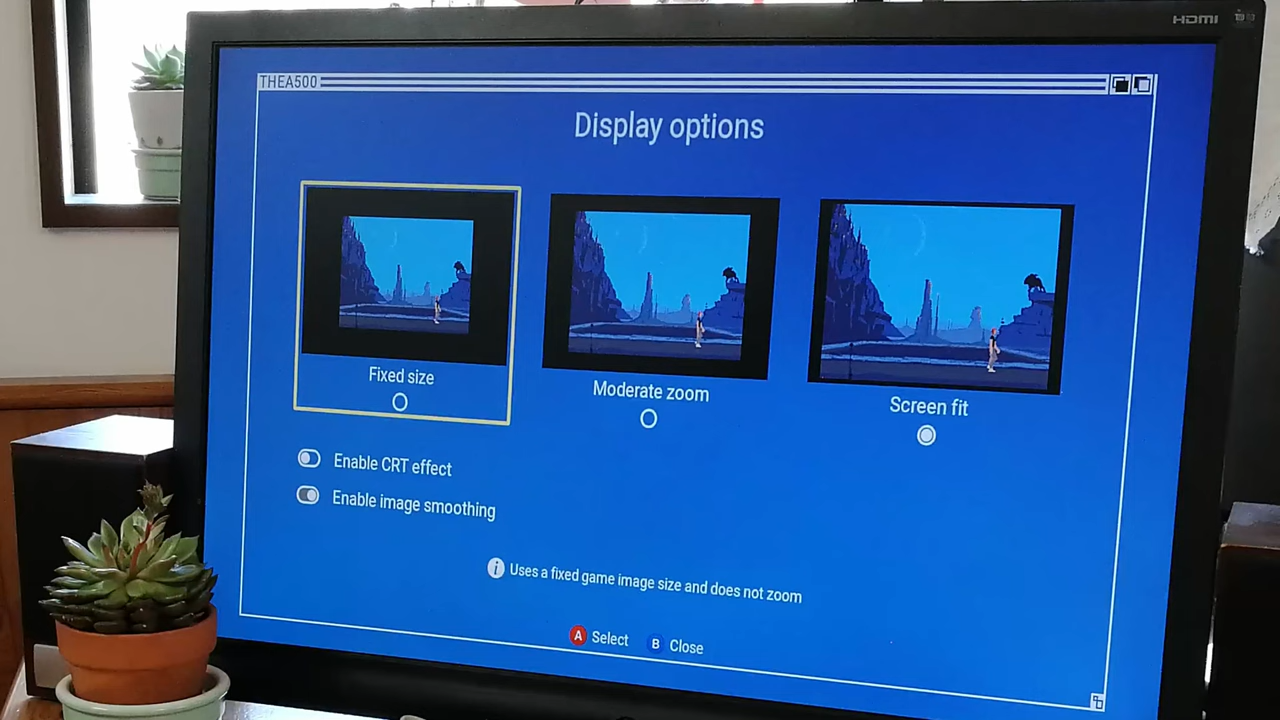 HDMI
THEA500
Display options
Fixed size
Moderate zoom
Screen fit
Enable CRT effect
Enable image smoothing
i Uses a fixed game image size and does not zoom
A Select B Close